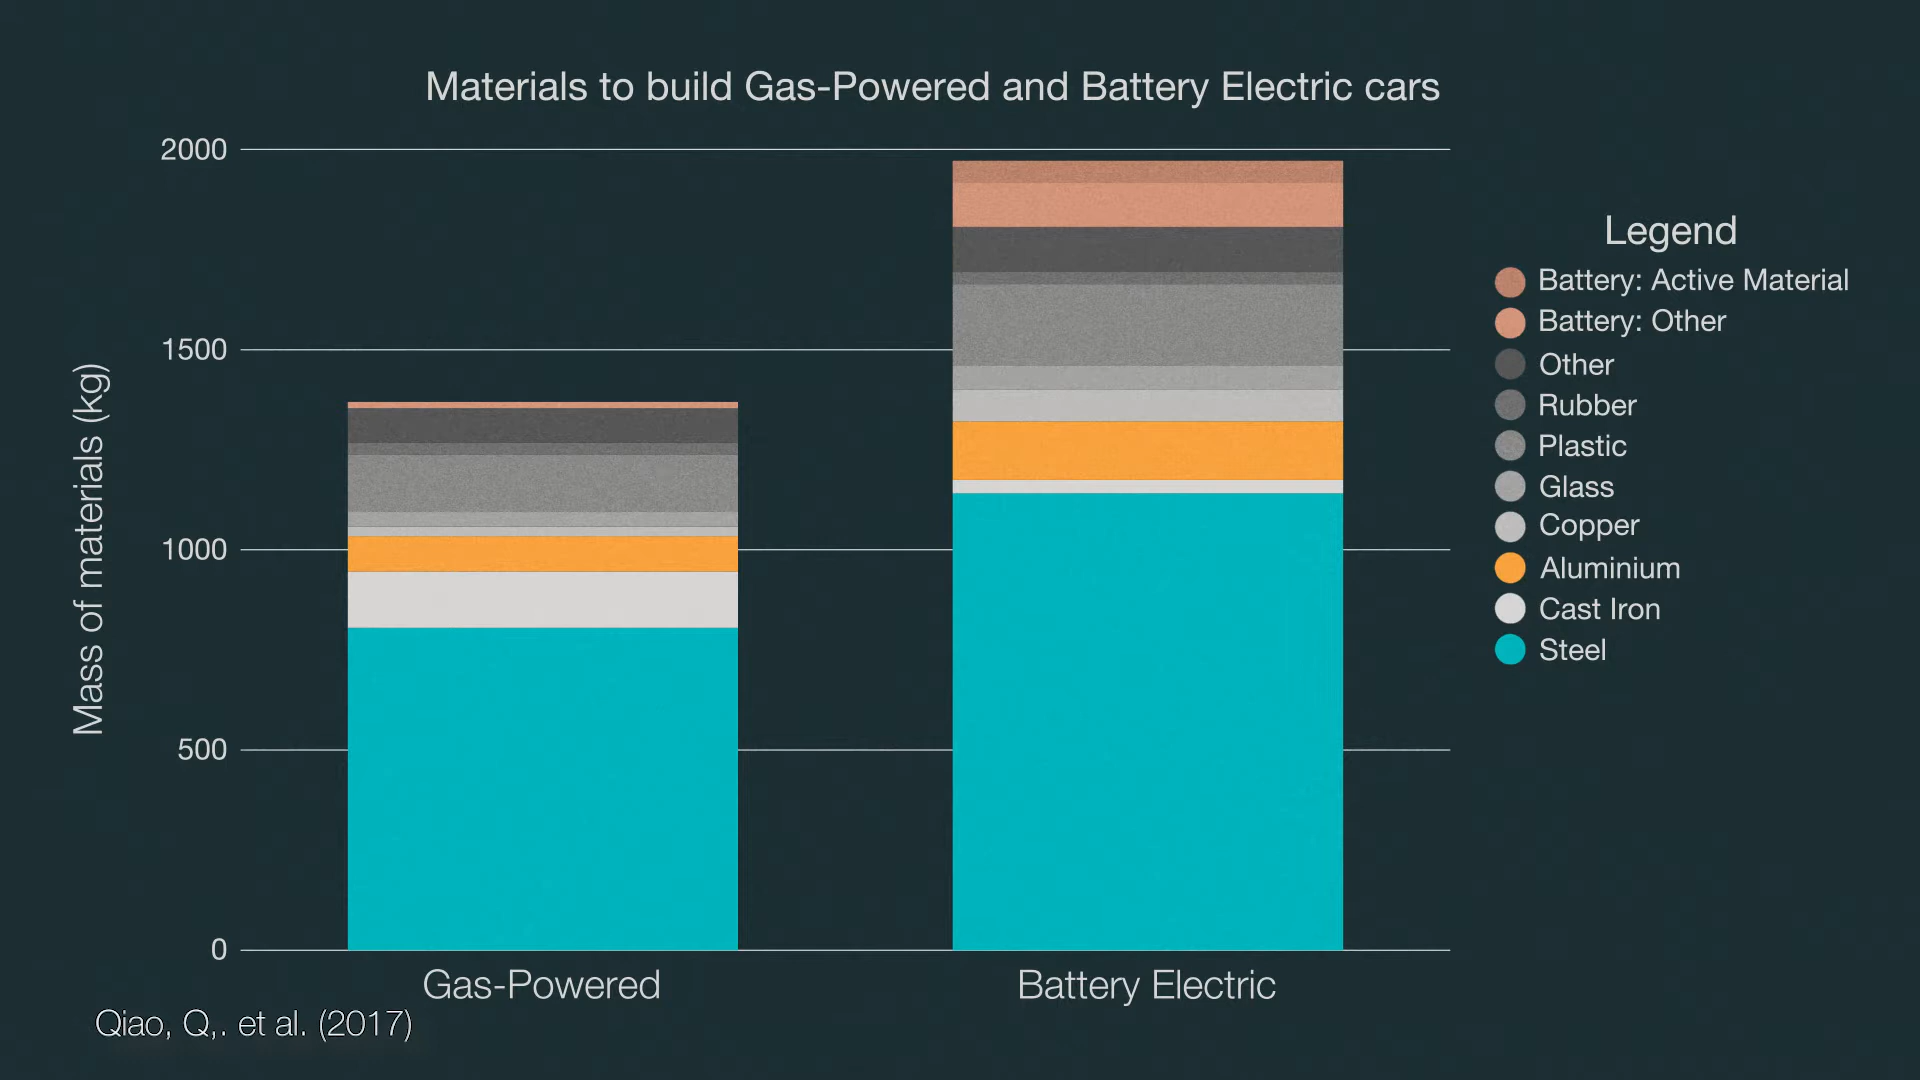 Materials to build Gas-Powered and Battery Electric cars
2000
1500
1000
500
0
Mass of materials (kg)
Gas-Powered
Battery Electric
Legend
Battery: Active Material
Battery: Other
Other
Rubber
Plastic
Glass
Copper
Aluminium
Cast Iron
Steel
Qiao, Q,. et al. (2017)